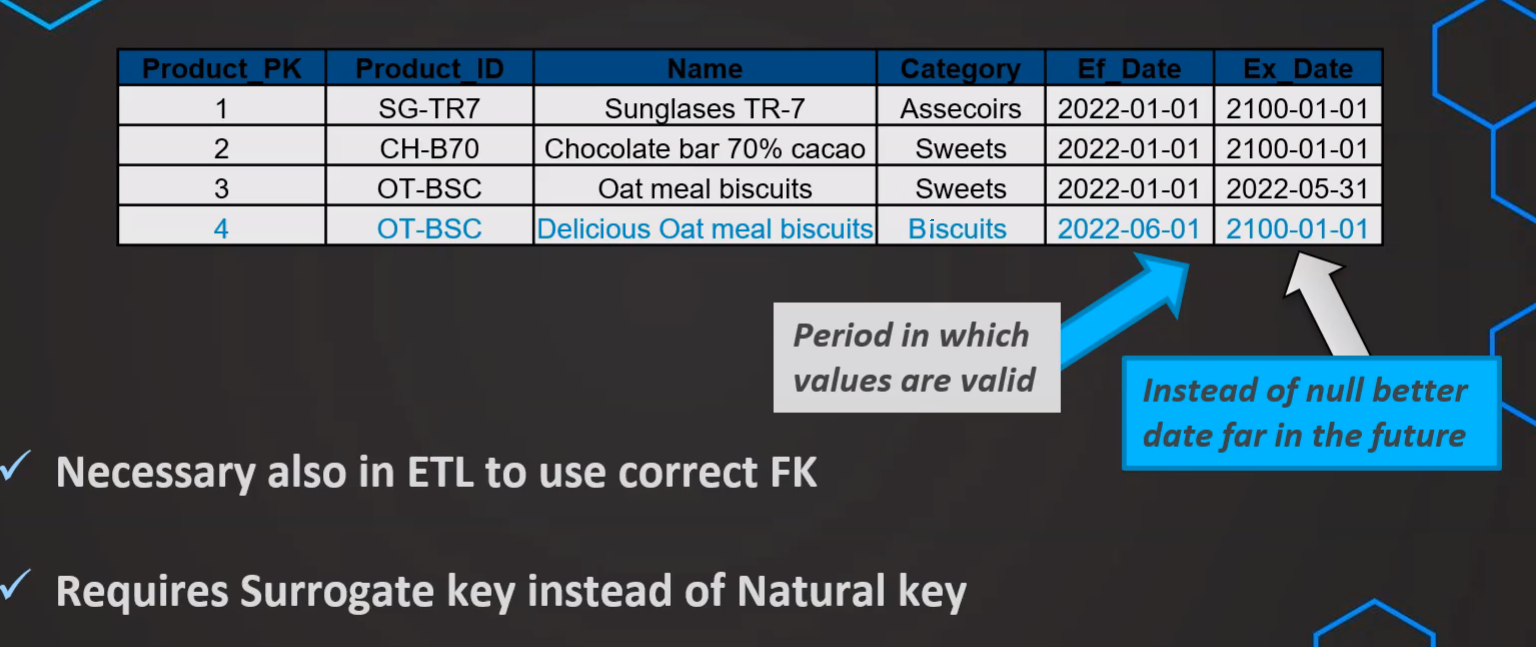 Product_PK Product_ID Name Category Ef_Date Ex_Date
1 SG-TR7 Sunglases TR-7 Assecoirs 2022-01-01 2100-01-01
2 CH-B70 Chocolate bar 70% cacao Sweets 2022-01-01 2100-01-01
3 OT-BSC Oat meal biscuits Sweets 2022-01-01 2022-05-31
4 OT-BSC Delicious Oat meal biscuits Biscuits 2022-06-01 2100-01-01
Period in which
values are valid
Instead of null better
date far in the future
✓ Necessary also in ETL to use correct FK
✓ Requires Surrogate key instead of Natural key